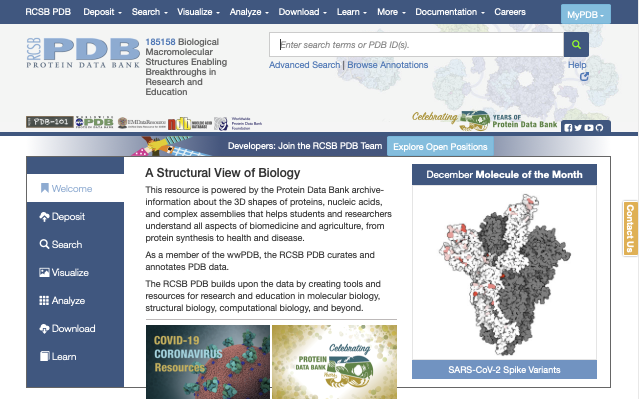 RCSB PDB Deposit Search Visualize Analyze Download Learn More Documentation Careers
MyPDB
RCSB
PDB
PROTEIN DATA BANK
185158 Biological
Macromolecular
Structures Enabling
Breakthroughs in
Research and
Education
Enter search terms or PDB ID(s).
Advanced Search | Browse Annotations
Help
PDB-101
PDB
EMDataResource
Worldwide
Protein Data Bank
Foundation
Celebrating
YEARS OF
Protein Data Bank
Developers: Join the RCSB PDB Team
Explore Open Positions
Welcome
Deposit
Search
Visualize
Analyze
Download
Learn
A Structural View of Biology
This resource is powered by the Protein Data Bank archive-
information about the 3D shapes of proteins, nucleic acids,
and complex assemblies that helps students and researchers
understand all aspects of biomedicine and agriculture, from
protein synthesis to health and disease.
As a member of the wwPDB, the RCSB PDB curates and
annotates PDB data.
The RCSB PDB builds upon the data by creating tools and
resources for research and education in molecular biology,
structural biology, computational biology, and beyond.
COVID-19
CORONAVIRUS
Resources
Celebrating
PROTEIN
DATA BANK
December Molecule of the Month
SARS-CoV-2 Spike Variants
Contact Us